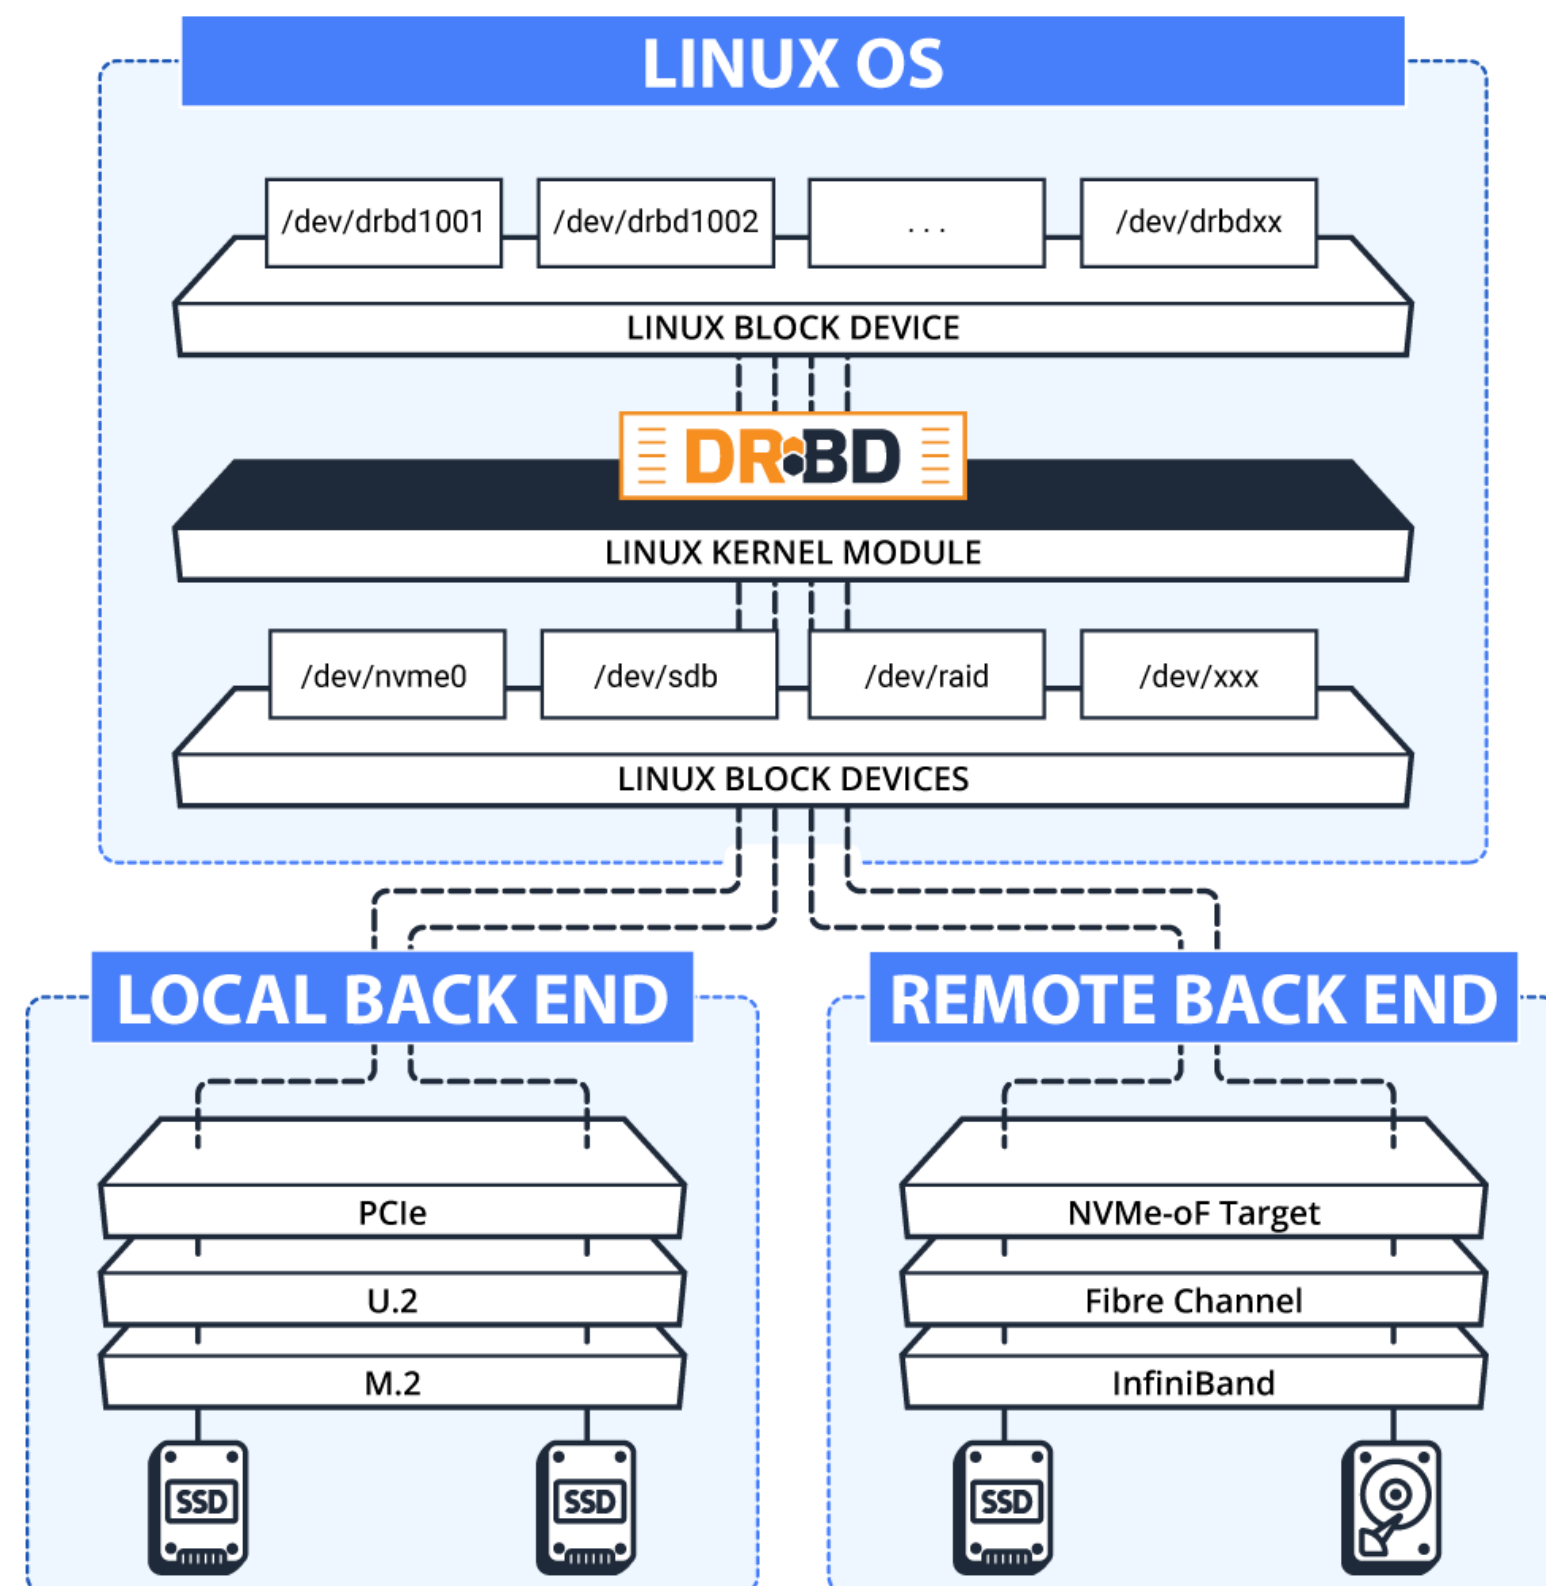 LINUX OS
/dev/drbd1001
/dev/drbd1002
...
/dev/drbdxx
LINUX BLOCK DEVICE
DRBD
LINUX KERNEL MODULE
/dev/nvme0
/dev/sdb
/dev/raid
/dev/xxx
LINUX BLOCK DEVICES
LOCAL BACK END
PCIe
U.2
M.2
SSD
SSD
REMOTE BACK END
NVMe-oF Target
Fibre Channel
InfiniBand
SSD